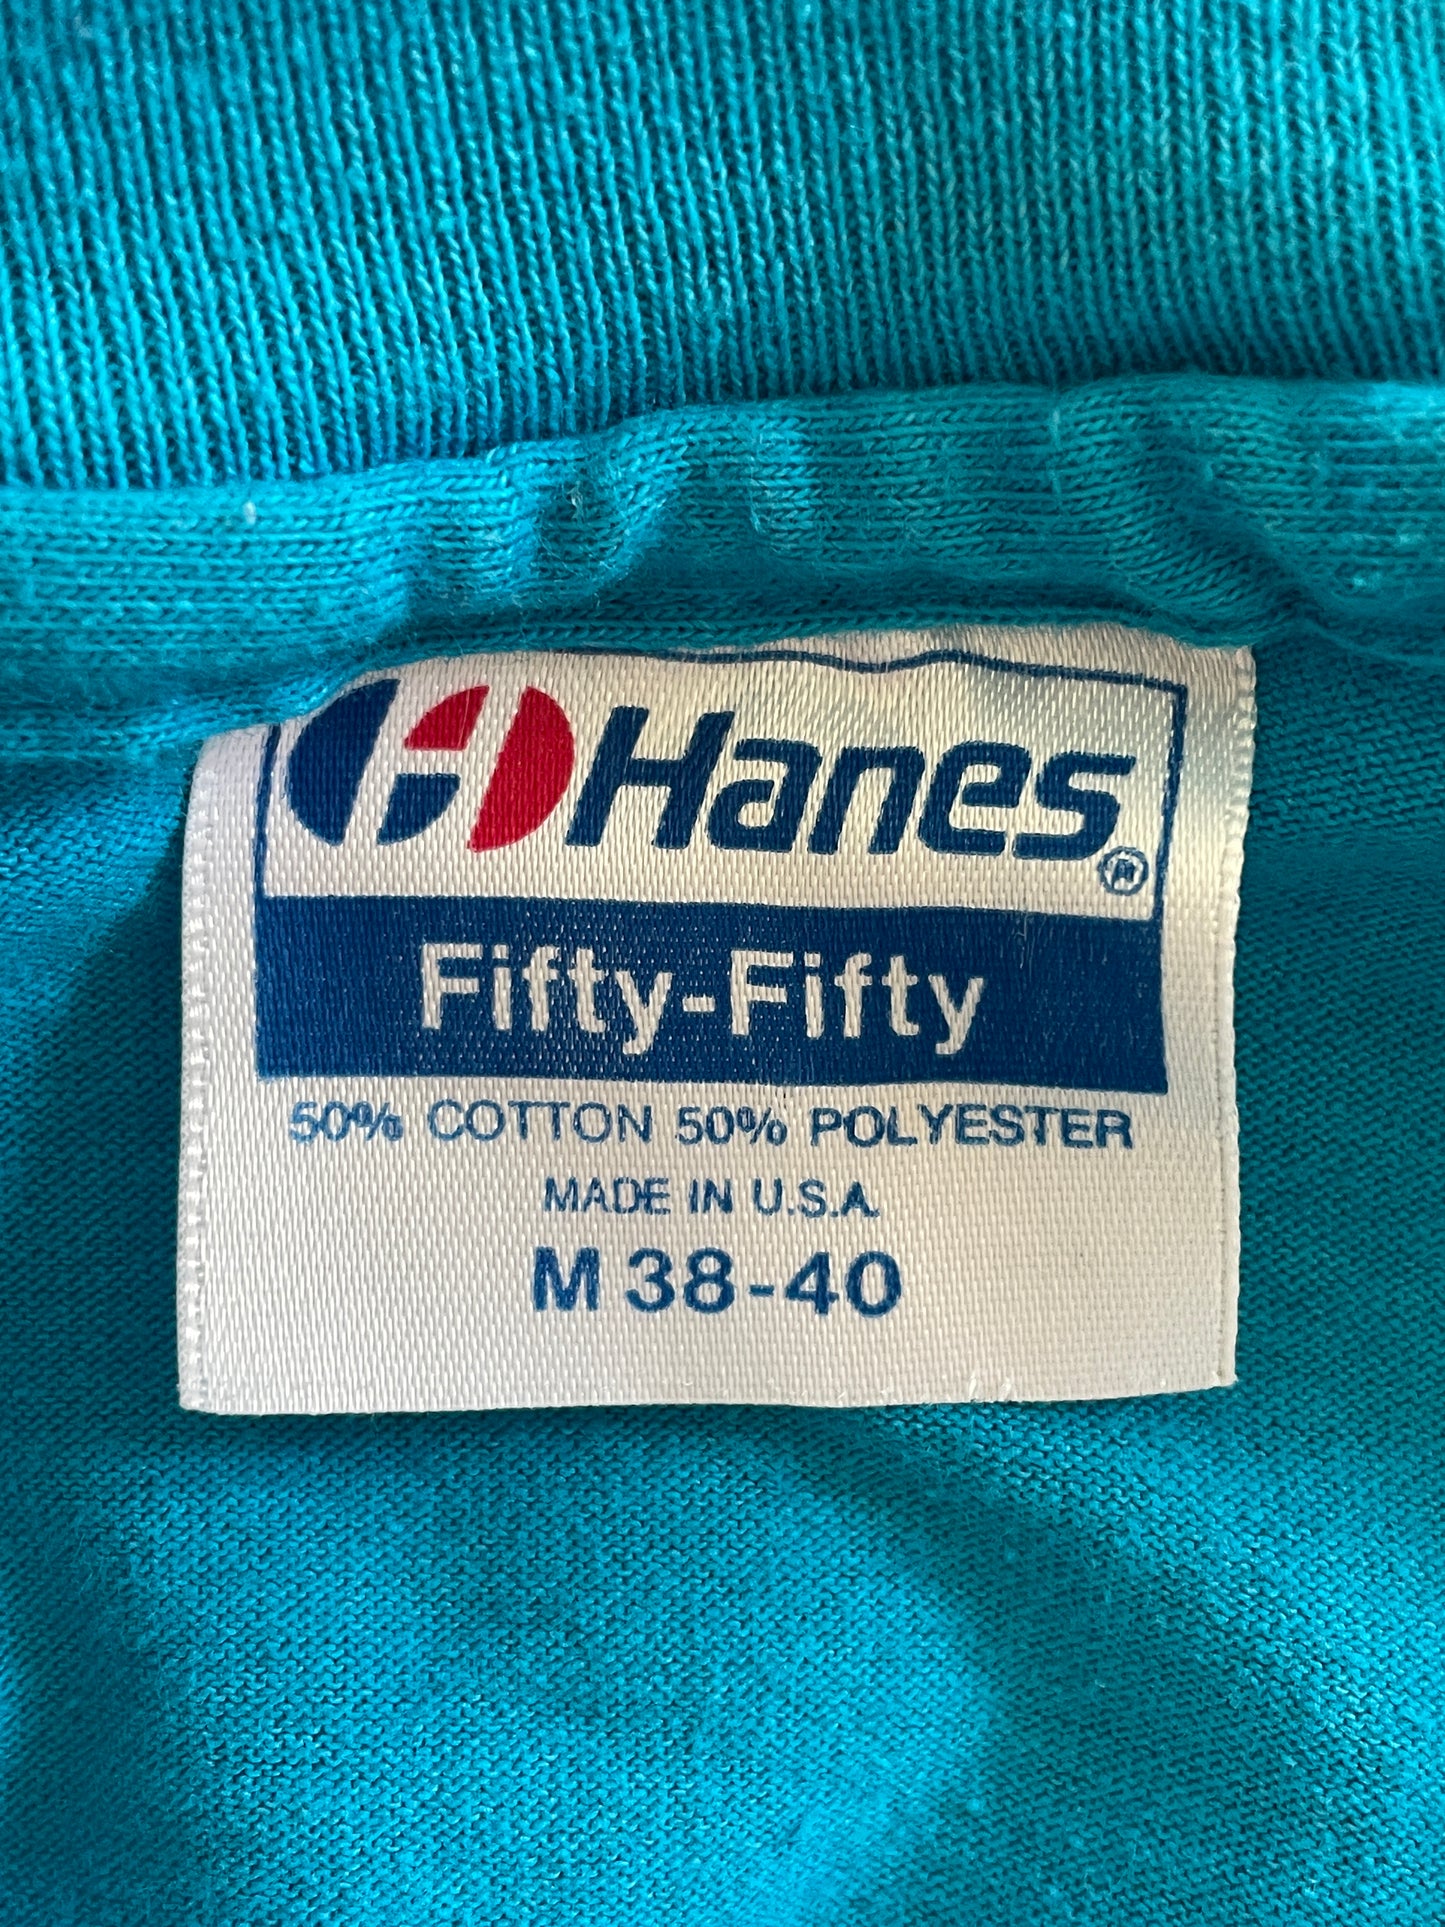 Hanes®
Fifty-Fifty
50% COTTON 50% POLYESTER
MADE IN U.S.A.
M 38-40